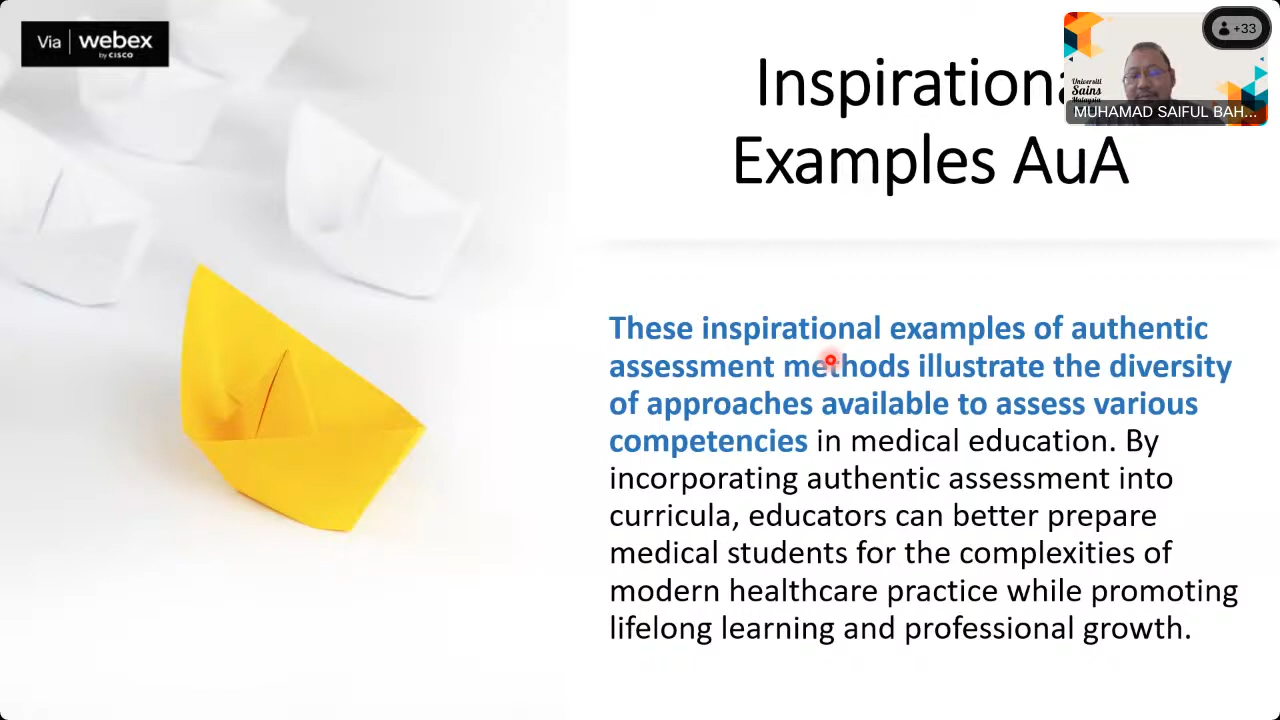 Via webex
by CISCO
+33
Universiti
Sains
Malaysia
MUHAMAD SAIFUL BAH...
Inspirationa
Examples AuA
These inspirational examples of authentic
assessment methods illustrate the diversity
of approaches available to assess various
competencies in medical education. By
incorporating authentic assessment into
curricula, educators can better prepare
medical students for the complexities of
modern healthcare practice while promoting
lifelong learning and professional growth.